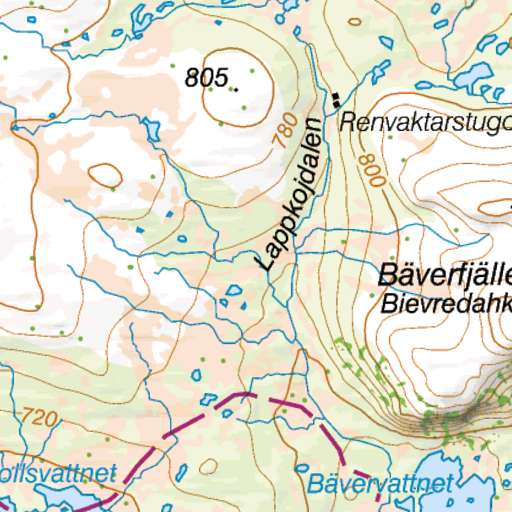 805
780
Renvaktarstugo
800
Lappkojdalen
Bäverfjälle
Bievredahk
720
ollsvattnet
Bävervattnet